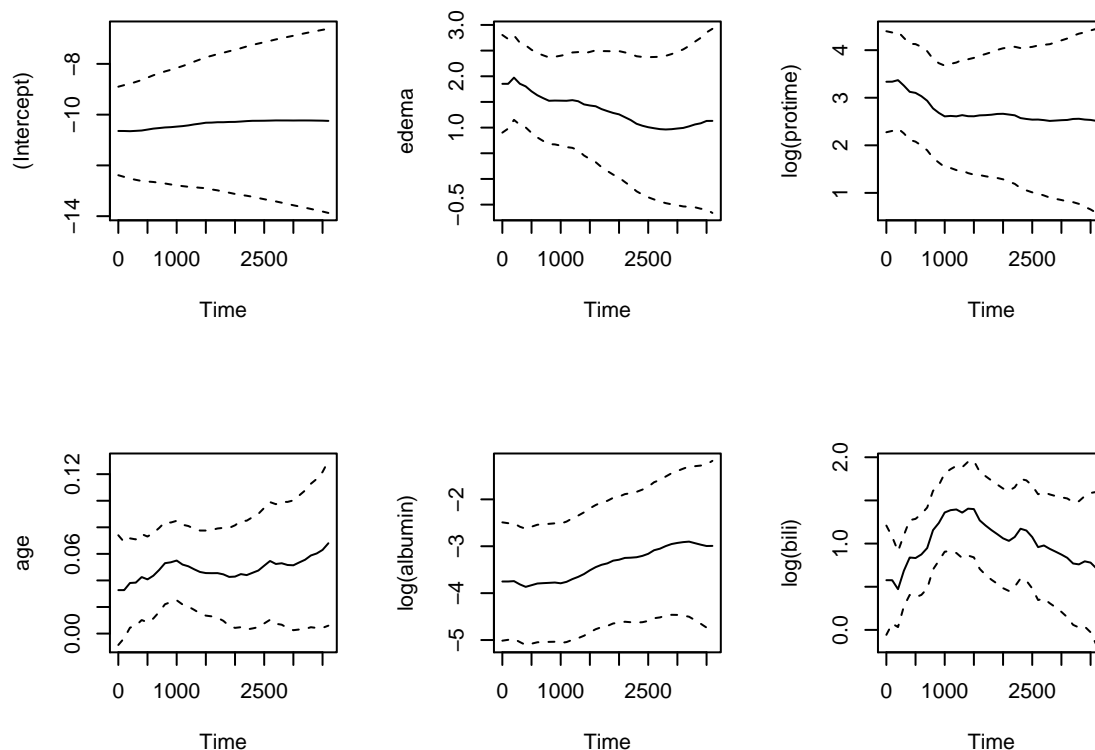 (Intercept)
−8
−10
−14
0 1000 2500
Time
edema
3.0
2.0
1.0
−0.5
0 1000 2500
Time
log(protime)
4
3
2
1
0 1000 2500
Time
age
0.12
0.06
0.00
0 1000 2500
Time
log(albumin)
−2
−3
−4
−5
0 1000 2500
Time
log(bili)
2.0
1.0
0.0
0 1000 2500
Time